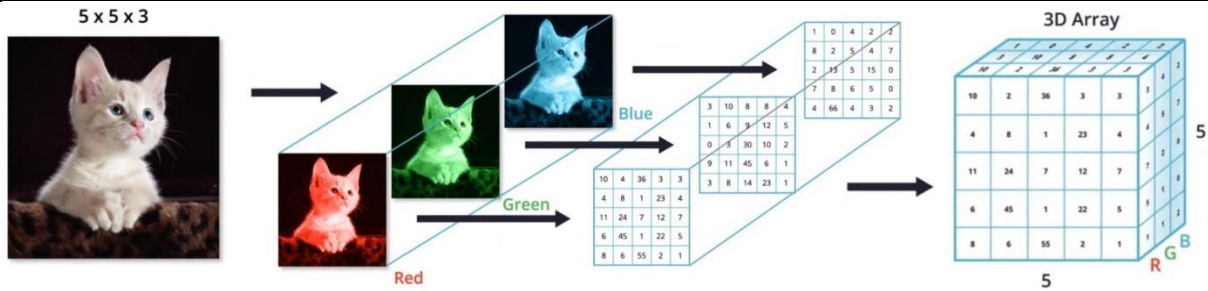 5 x 5 x 3
Red
Green
Blue
10 4 36 3 3
4 8 1 23 4
11 24 7 12 7
6 45 1 22 5
8 6 55 2 1
3 10 8 8 4
1 6 9 12 5
0 3 30 10 2
9 11 45 6 1
3 8 14 23 1
1 0 4 2 2
8 2 5 4 7
2 13 5 15 0
7 8 6 5 0
4 66 4 3 2
3D Array
10 2 36 3 3
4 8 1 23 4
11 24 7 12 7
6 45 1 22 5
8 6 55 2 1
5
5
R
G
B